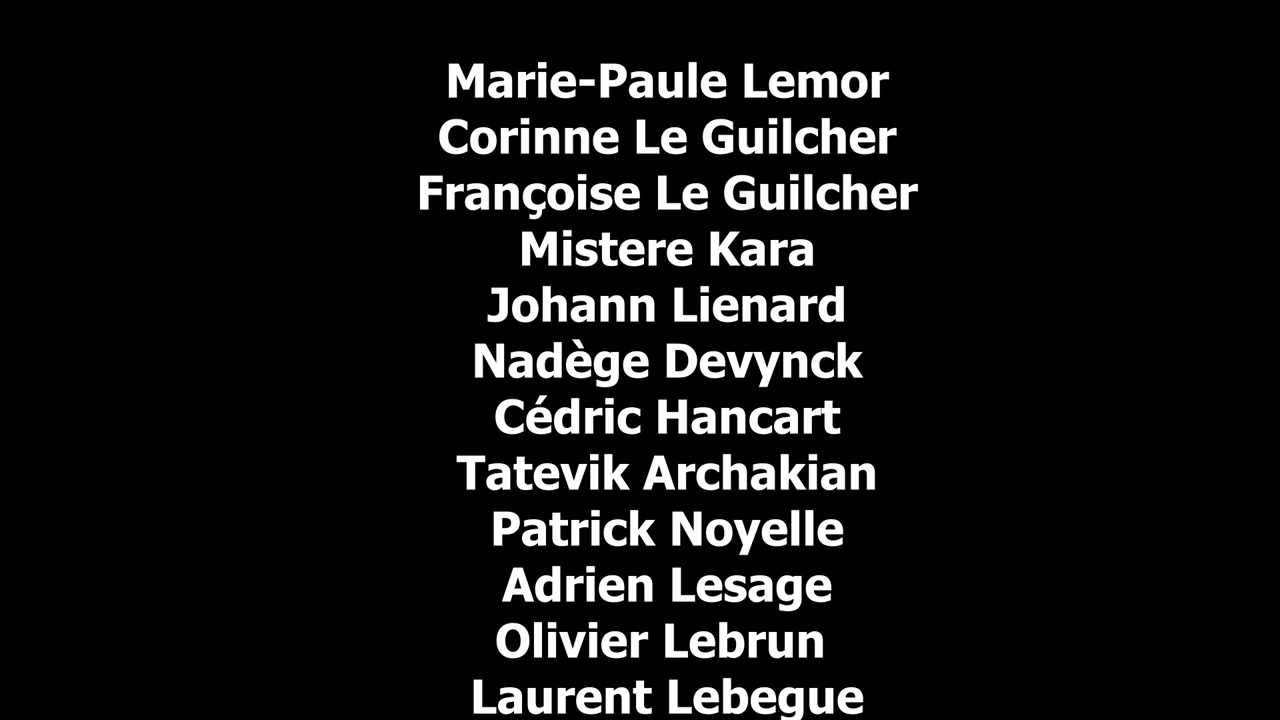 Marie-Paule Lemor
Corinne Le Guilcher
Françoise Le Guilcher
Mistere Kara
Johann Lienard
Nadège Devynck
Cédric Hancart
Tatevik Archakian
Patrick Noyelle
Adrien Lesage
Olivier Lebrun
Laurent Lebegue